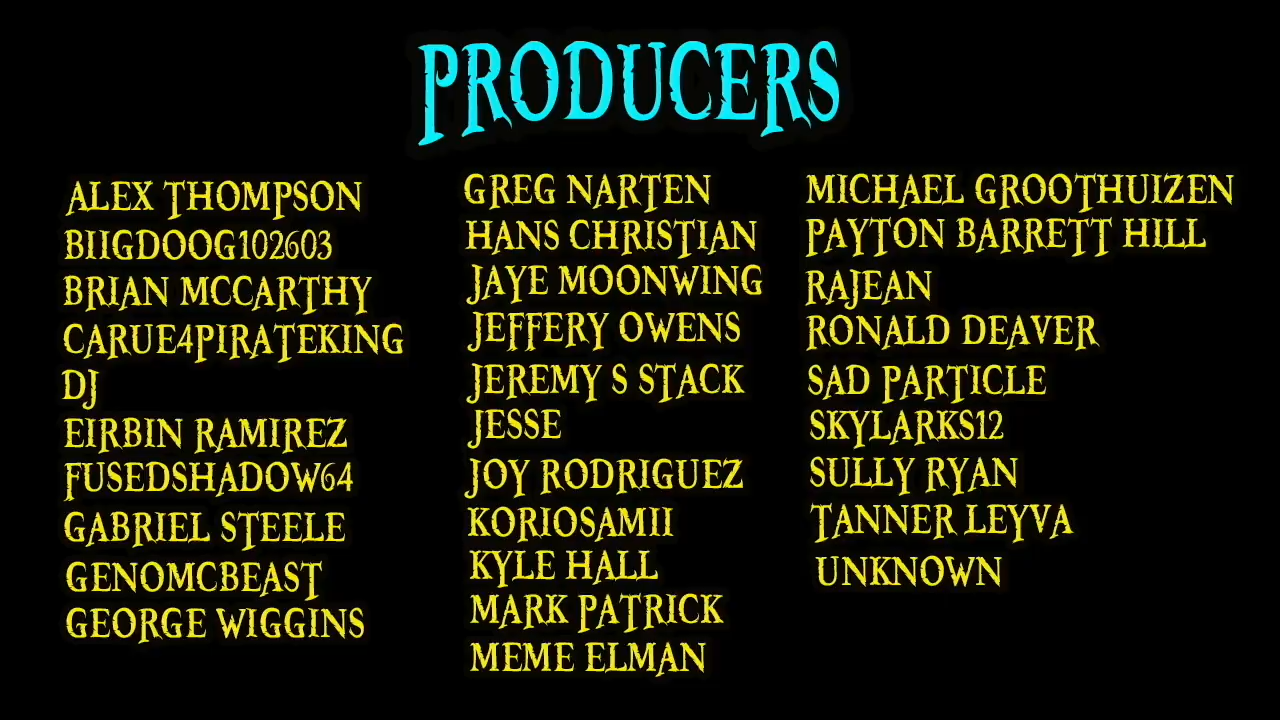 PRODUCERS
ALEX THOMPSON
BIIGDOOG102603
BRIAN MCCARTHY
CARUE4PIRATEKING
DJ
EIRBIN RAMIREZ
FUSEDSHADOW64
GABRIEL STEELE
GENOMCBEAST
GEORGE WIGGINS
GREG NARTEN
HANS CHRISTIAN
JAYE MOONWING
JEFFERY OWENS
JEREMY S STACK
JESSE
JOY RODRIGUEZ
KORIOSAMII
KYLE HALL
MARK PATRICK
MEME ELMAN
MICHAEL GROOTHUIZEN
PAYTON BARRETT HILL
RAJEAN
RONALD DEAVER
SAD PARTICLE
SKYLARKS12
SULLY RYAN
TANNER LEYVA
UNKNOWN